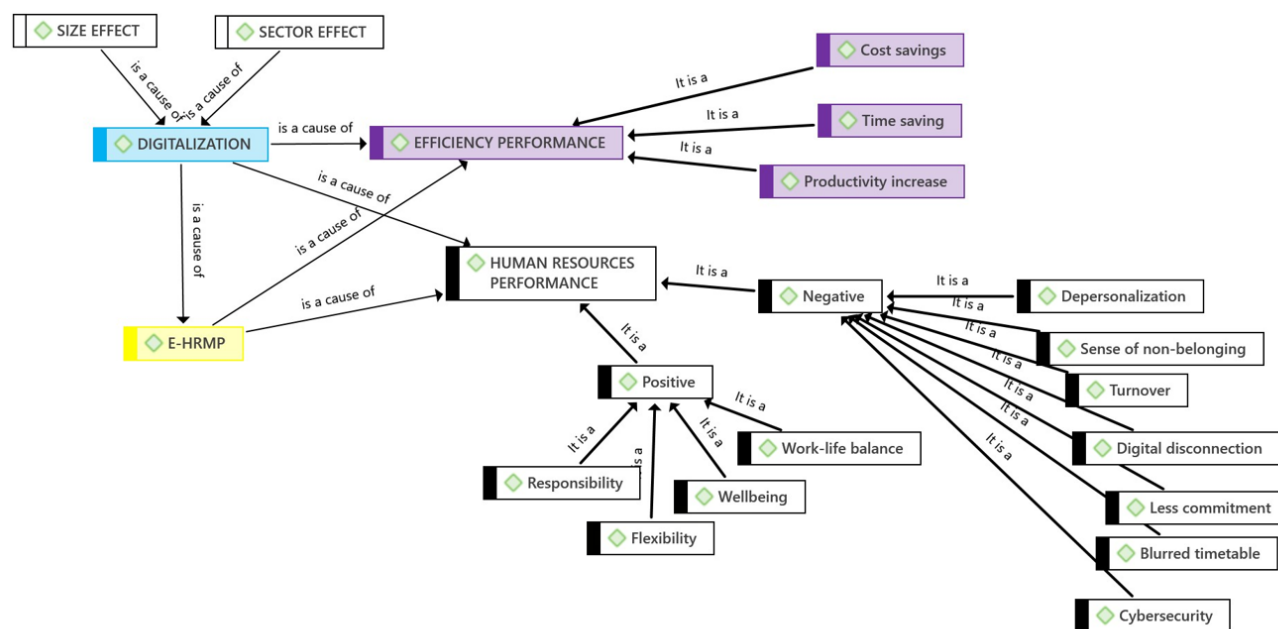 SIZE EFFECT
SECTOR EFFECT
Cost savings
is a cause of
is a cause of
It is a
DIGITALIZATION
is a cause of
EFFICIENCY PERFORMANCE
It is a
Time saving
It is a
Productivity increase
is a cause of
is a cause of
is a cause of
HUMAN RESOURCES
PERFORMANCE
It is a
Negative
It is a
Depersonalization
is a cause of
E-HRMP
It is a
Sense of non-belonging
It is a
It is a
Positive
It is a
Turnover
It is a
It is a
It is a
It is a
Work-life balance
It is a
It is a
Digital disconnection
is a
Responsibility
Wellbeing
Less commitment
Flexibility
Blurred timetable
Cybersecurity